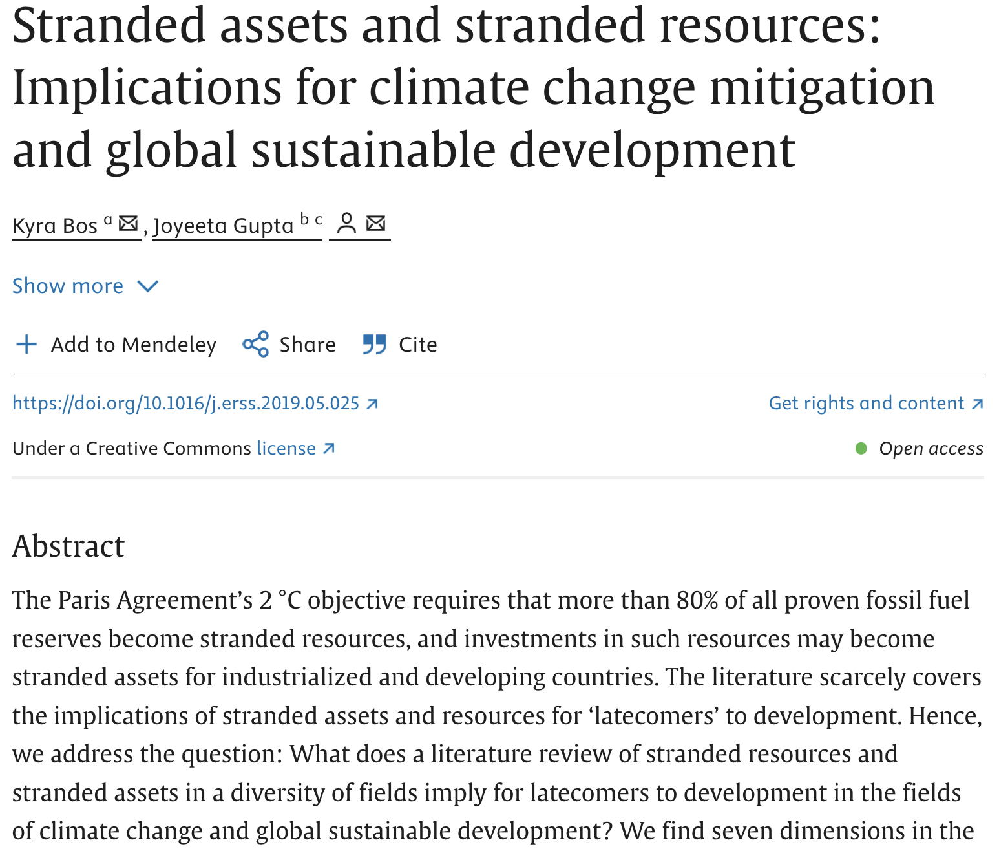 Stranded assets and stranded resources:
Implications for climate change mitigation
and global sustainable development
Kyra Bos a, Joyeeta Gupta b c
Show more
Add to Mendeley Share Cite
https://doi.org/10.1016/j.erss.2019.05.025 Get rights and content
Under a Creative Commons license Open access
Abstract
The Paris Agreement’s 2 °C objective requires that more than 80% of all proven fossil fuel
reserves become stranded resources, and investments in such resources may become
stranded assets for industrialized and developing countries. The literature scarcely covers
the implications of stranded assets and resources for ‘latecomers’ to development. Hence,
we address the question: What does a literature review of stranded resources and
stranded assets in a diversity of fields imply for latecomers to development in the fields
of climate change and global sustainable development? We find seven dimensions in the